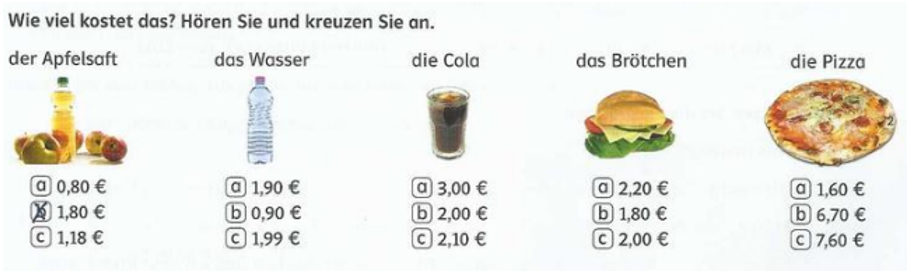 Wie viel kostet das? Hören Sie und kreuzen Sie an.
der Apfelsaft das Wasser die Cola das Brötchen die Pizza
a 0,80 € a 1,90 € a 3,00 € a 2,20 € a 1,60 €
b 1,80 € b 0,90 € b 2,00 € b 1,80 € b 6,70 €
c 1,18 € c 1,99 € c 2,10 € c 2,00 € c 7,60 €